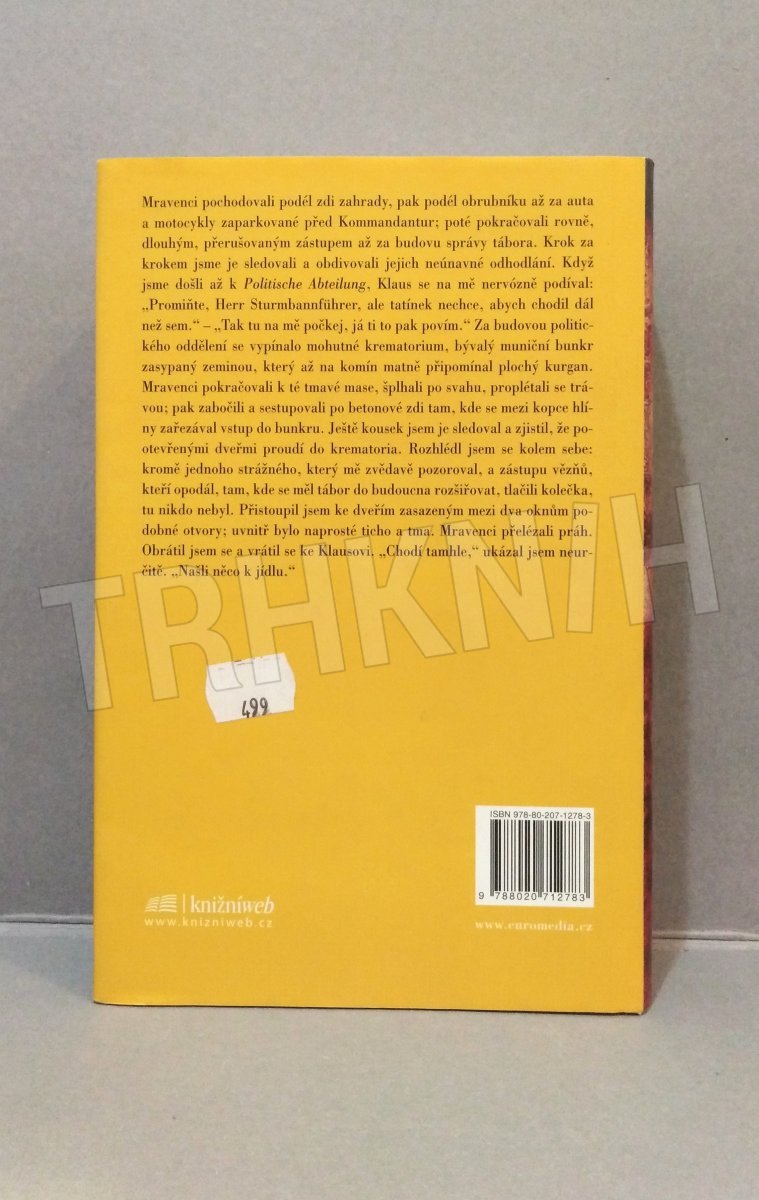 Mravenci pochodovali podél zdi zahrady, pak podél obrubníku až za auta
a motocykly zaparkované před Kommandantur; poté pokračovali rovně,
dlouhým, přerušovaným zástupem až za budovu správy tábora. Krok za
krokem jsme je sledovali a obdivovali jejich neúnavné odhodlání. Když
jsme došli až k Politische Abteilung, Klaus se na mě nervózně podíval:
„Promiňte, Herr Sturmbannführer, ale tatínek nechce, abych chodil dál
než sem.“ – „Tak tu na mě počkej, já ti to pak povím.“ Za budovou politic-
kého oddělení se vypínalo mohutné krematorium, bývalý muniční bunkr
zasypaný zeminou, který až na komín matně připomínal plochý kurgan.
Mravenci pokračovali k té tmavé mase, šplhali po svahu, proplétali se trá-
vou; pak zabočili a sestupovali po betonové zdi tam, kde se mezi kopce hlí-
ny zařezával vstup do bunkru. Ještě kousek jsem je sledoval a zjistil, že po-
otevřenými dveřmi proudí do krematoria. Rozhlédl jsem se kolem sebe:
kromě jednoho strážného, který mě zvědavě pozoroval, a zástupu vězňů,
kteří opodál, tam, kde se měl tábor do budoucna rozšiřovat, tlačili kolečka,
tu nikdo nebyl. Přistoupil jsem ke dveřím zasazeným mezi dva oknům po-
dobné otvory; uvnitř bylo naprosté ticho a tma. Mravenci přelézali práh.
Obrátil jsem se a vrátil se ke Klausovi. „Chodí tamhle,“ ukázal jsem neur-
čitě. „Našli něco k jídlu.“
TRHKNIH
499
ISBN 978-80-207-1278-3
9 788020 712783
knižníweb
www.knizniweb.cz
www.euromedia.cz